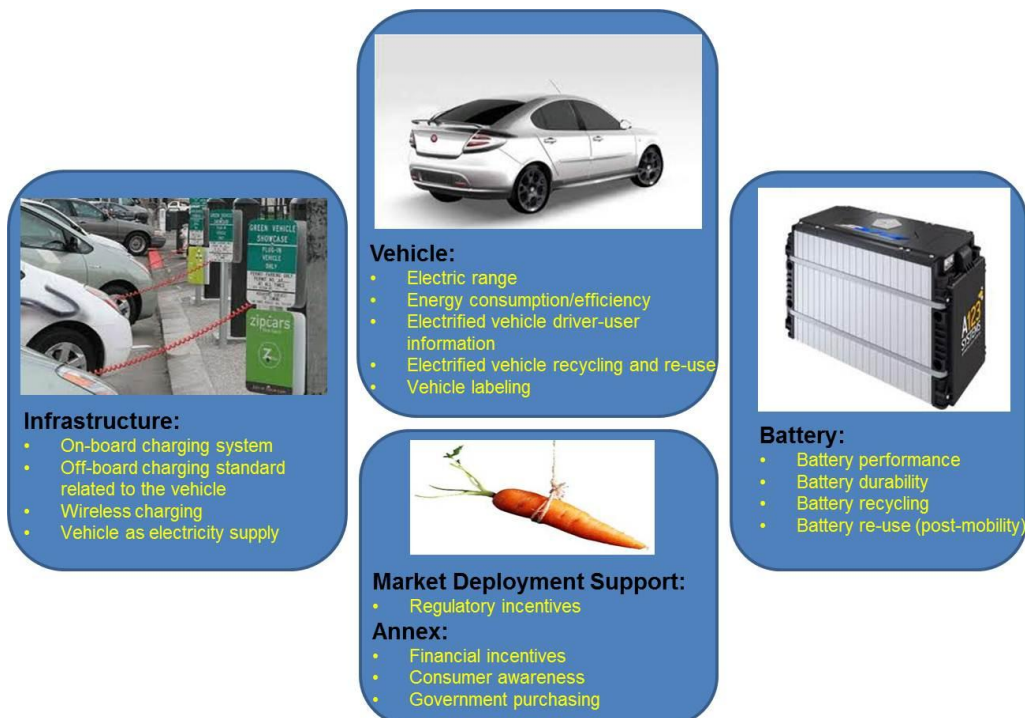 Vehicle:
• Electric range
• Energy consumption/efficiency
• Electrified vehicle driver-user
information
• Electrified vehicle recycling and re-use
• Vehicle labeling
GREEN VEHICLE
SHOWCASE
PLUG-IN
VEHICLE
ONLY
zipcars
Z
Infrastructure:
• On-board charging system
• Off-board charging standard
related to the vehicle
• Wireless charging
• Vehicle as electricity supply
A123
SYSTEMS
Battery:
• Battery performance
• Battery durability
• Battery recycling
• Battery re-use (post-mobility)
Market Deployment Support:
• Regulatory incentives
Annex:
• Financial incentives
• Consumer awareness
• Government purchasing